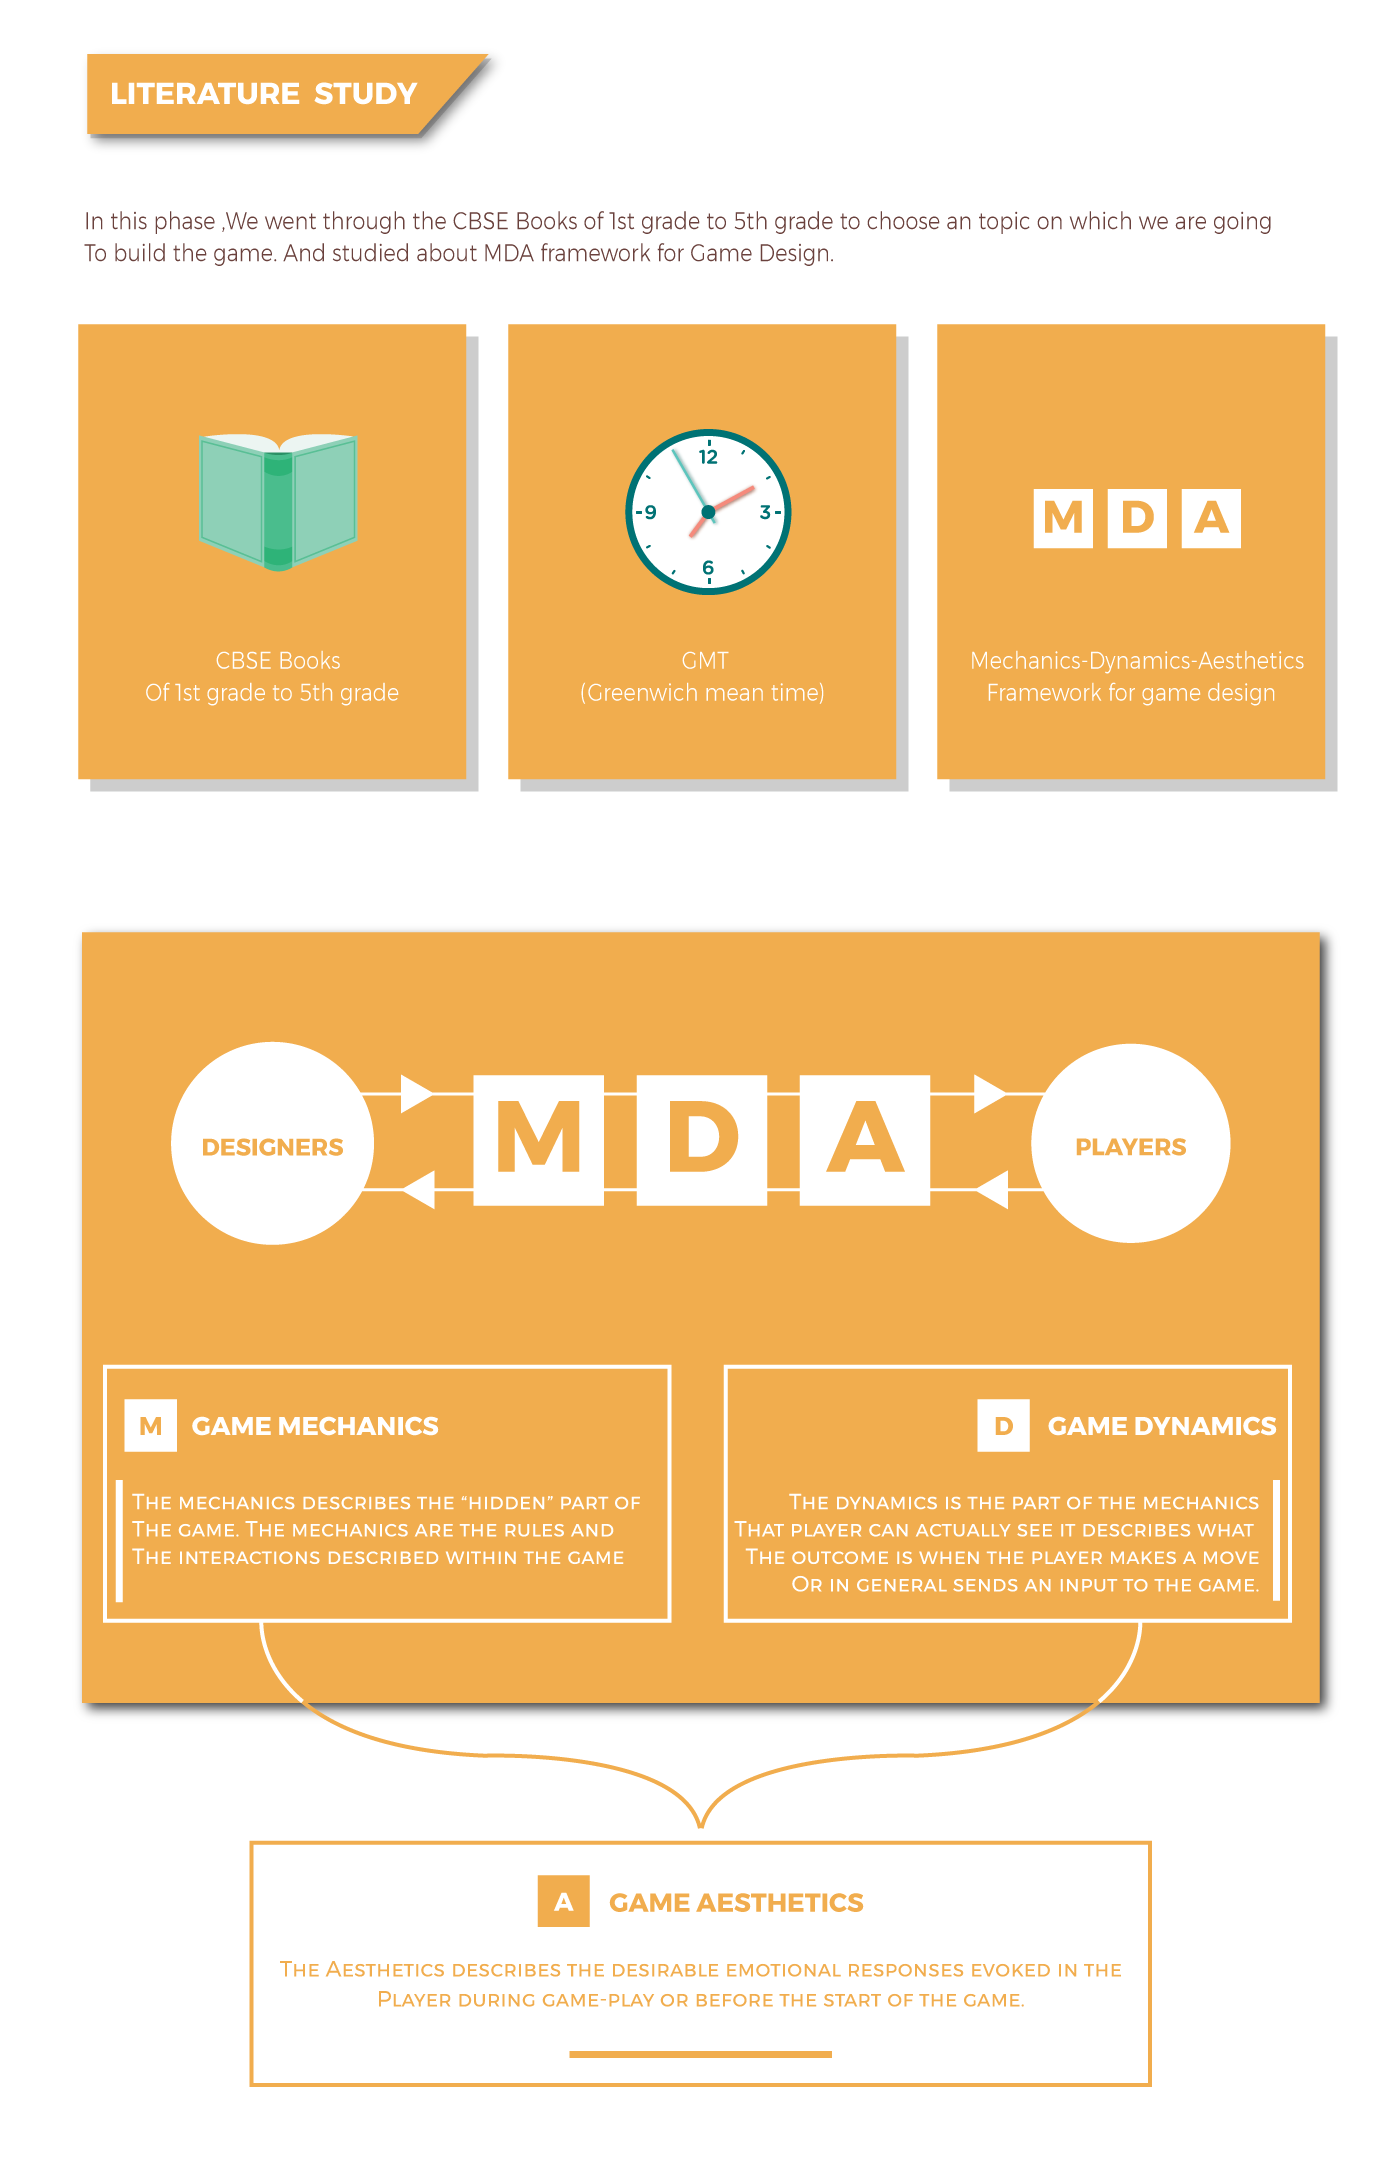 LITERATURE STUDY
In this phase ,We went through the CBSE Books of 1st grade to 5th grade to choose an topic on which we are going
To build the game. And studied about MDA framework for Game Design.
12
9
3
6
M D A
CBSE Books
Of 1st grade to 5th grade
GMT
(Greenwich mean time)
Mechanics-Dynamics-Aesthetics
Framework for game design
DESIGNERS
M D A
PLAYERS
M GAME MECHANICS
The mechanics describes the “hidden” part of
The game. The mechanics are the rules and
The interactions described within the game
D GAME DYNAMICS
The dynamics is the part of the mechanics
That player can actually see it describes what
The outcome is when the player makes a move
Or in general sends an input to the game.
A GAME AESTHETICS
The Aesthetics describes the desirable emotional responses evoked in the
Player during game-play or before the start of the game.